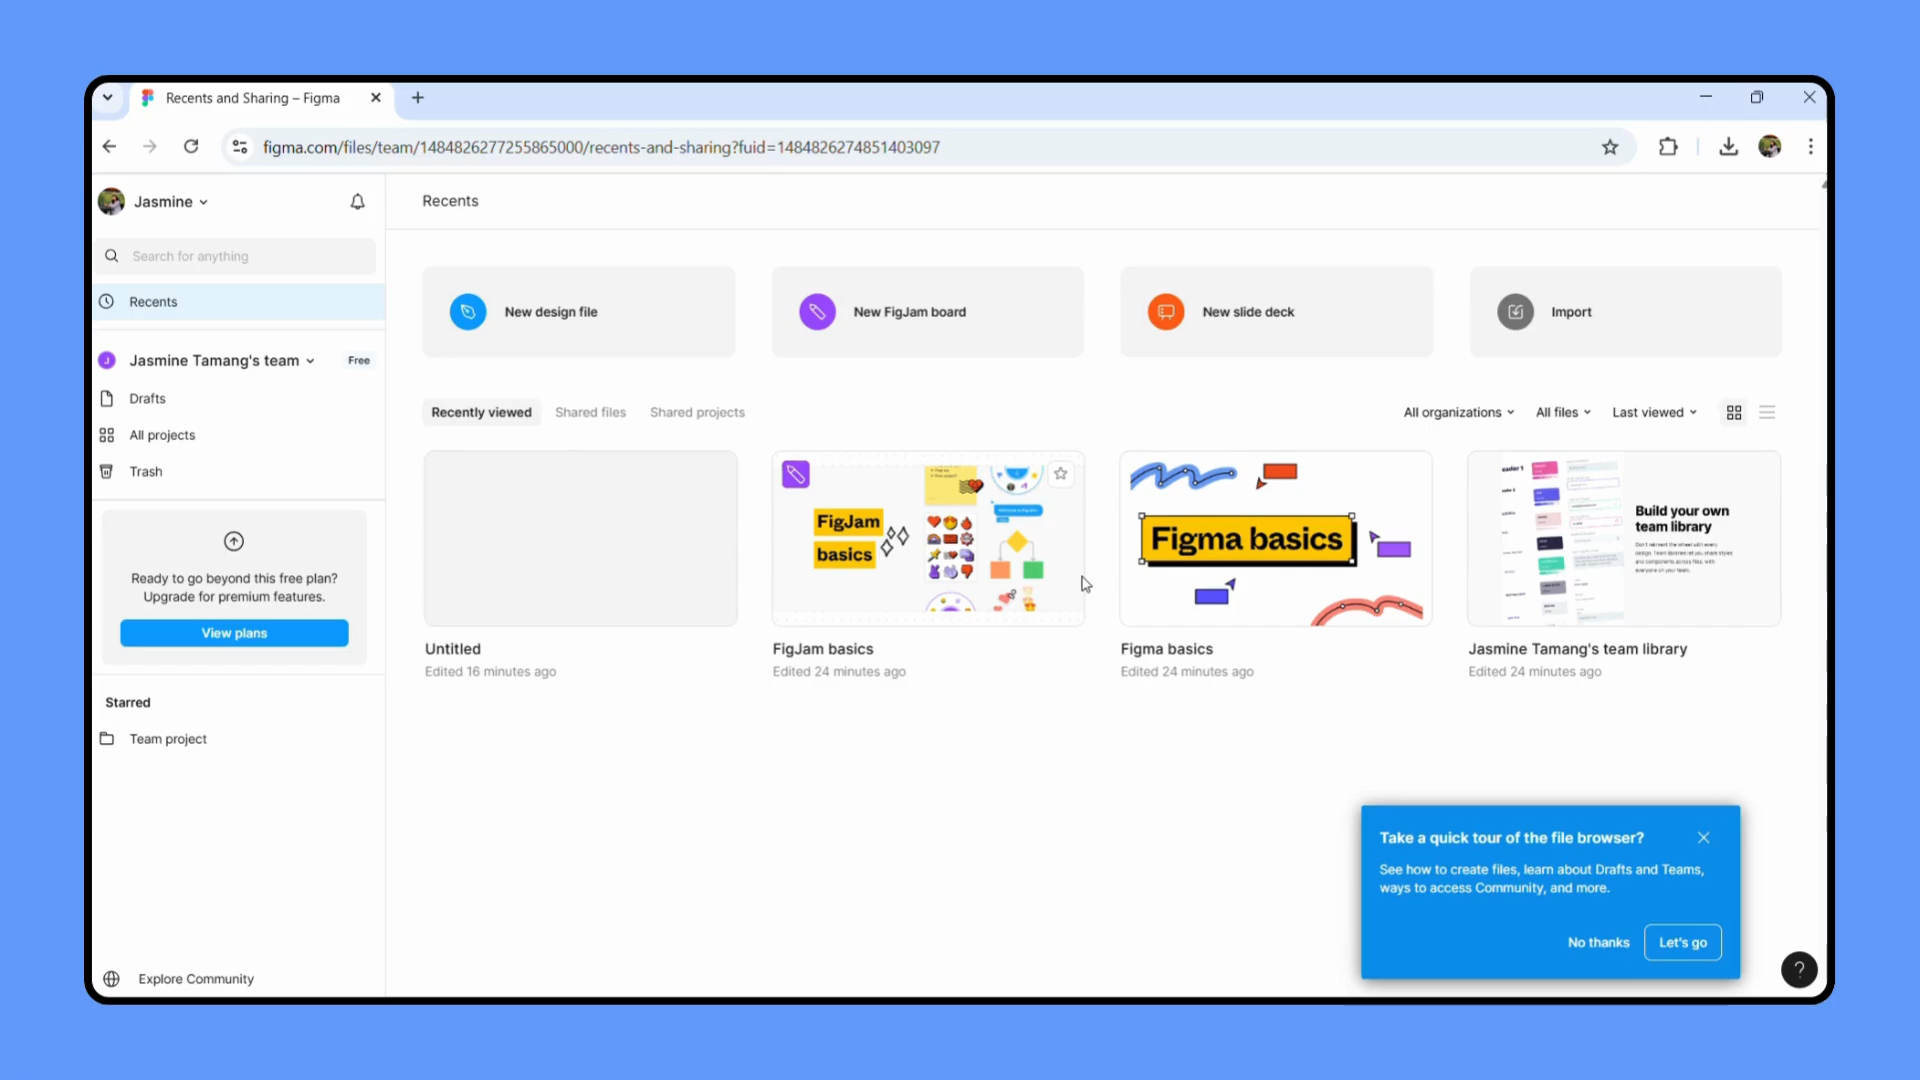 Recents and Sharing – Figma
figma.com/files/team/1484826277255865000/recents-and-sharing?fuid=1484826274851403097
Jasmine
Search for anything
Recents
Jasmine Tamang's team
Free
Drafts
All projects
Trash
Ready to go beyond this free plan?
Upgrade for premium features.
View plans
Starred
Team project
Explore Community
Recents
New design file
New FigJam board
New slide deck
Import
Recently viewed
Shared files
Shared projects
All organizations
All files
Last viewed
FigJam
basics
Figma basics
Build your own
team library
Untitled
Edited 16 minutes ago
FigJam basics
Edited 24 minutes ago
Figma basics
Edited 24 minutes ago
Jasmine Tamang's team library
Edited 24 minutes ago
Take a quick tour of the file browser?
See how to create files, learn about Drafts and Teams,
ways to access Community, and more.
No thanks
Let's go
?